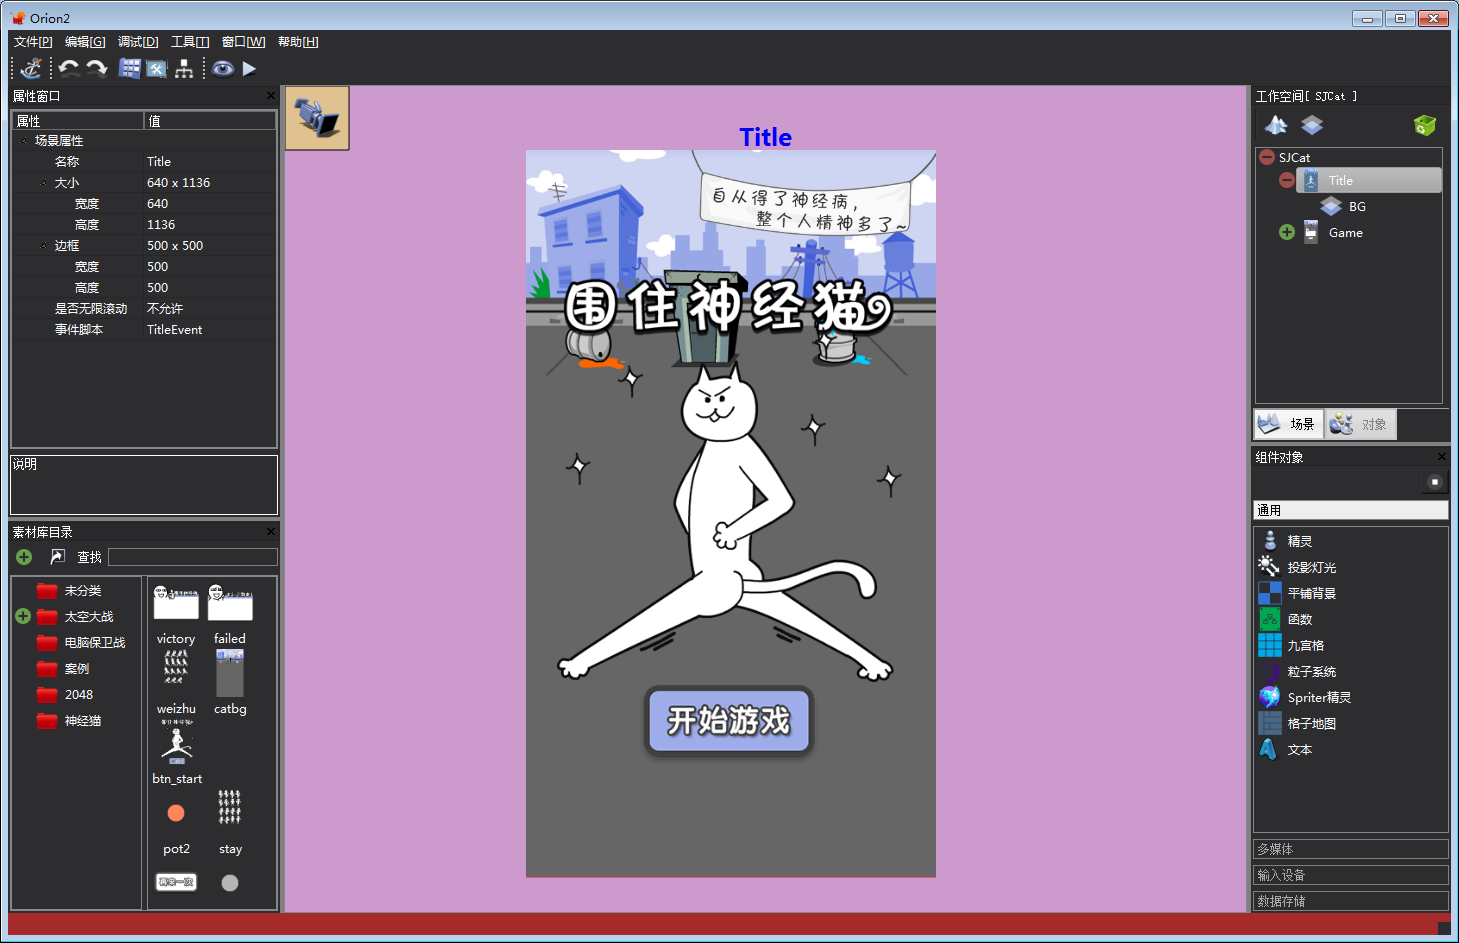 Orion2
文件[P] 编辑[G] 调试[D] 工具[T] 窗口[W] 帮助[H]
属性窗口
属性 值
场景属性
名称 Title
大小 640 x 1136
宽度 640
高度 1136
边框 500 x 500
宽度 500
高度 500
是否无限滚动 不允许
事件脚本 TitleEvent
说明
素材库目录
查找
未分类
太空大战
电脑保卫战
案例
2048
神经猫
victory failed
weizhu catbg
btn_start
pot2 stay
再来一次
Title
自从得了神经病，
整个人精神多了~
围住神经猫
开始游戏
工作空间[ SJCat ]
SJCat
Title
BG
Game
场景 对象
组件对象
通用
精灵
投影灯光
平铺背景
函数
九宫格
粒子系统
Spriter精灵
格子地图
文本
多媒体
输入设备
数据存储